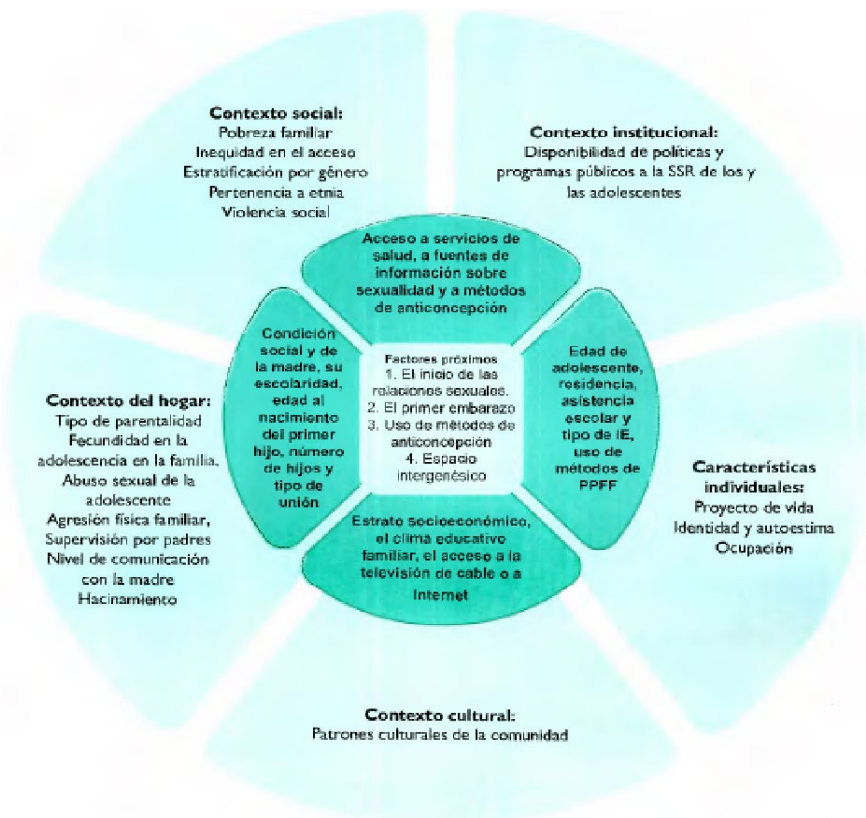 Contexto social:
Pobreza familiar
Inequidad en el acceso
Estratificación por género
Pertenencia a etnia
Violencia social
Contexto institucional:
Disponibilidad de políticas y
programas públicos a la SSR de los y
las adolescentes
Acceso a servicios de
salud, a fuentes de
información sobre
sexualidad y a métodos
de anticoncepción
Condición
social y de
la madre, su
escolaridad,
edad al
nacimiento
del primer
hijo, número
de hijos y
tipo de
unión
Factores próximos
1. El inicio de las
relaciones sexuales.
2. El primer embarazo
3. Uso de métodos de
anticoncepción
4. Espacio
intergenésico
Edad de
adolescente,
residencia,
asistencia
escolar y
tipo de IE,
uso de
métodos de
PPFF
Contexto del hogar:
Tipo de parentalidad
Fecundidad en la
adolescencia en la familia.
Abuso sexual de la
adolescente
Agresión física familiar,
Supervisión por padres
Nivel de comunicación
con la madre
Hacinamiento
Características
individuales:
Proyecto de vida
Identidad y autoestima
Ocupación
Estrato socioeconómico,
el clima educativo
familiar, el acceso a la
televisión de cable o a
Internet
Contexto cultural:
Patrones culturales de la comunidad